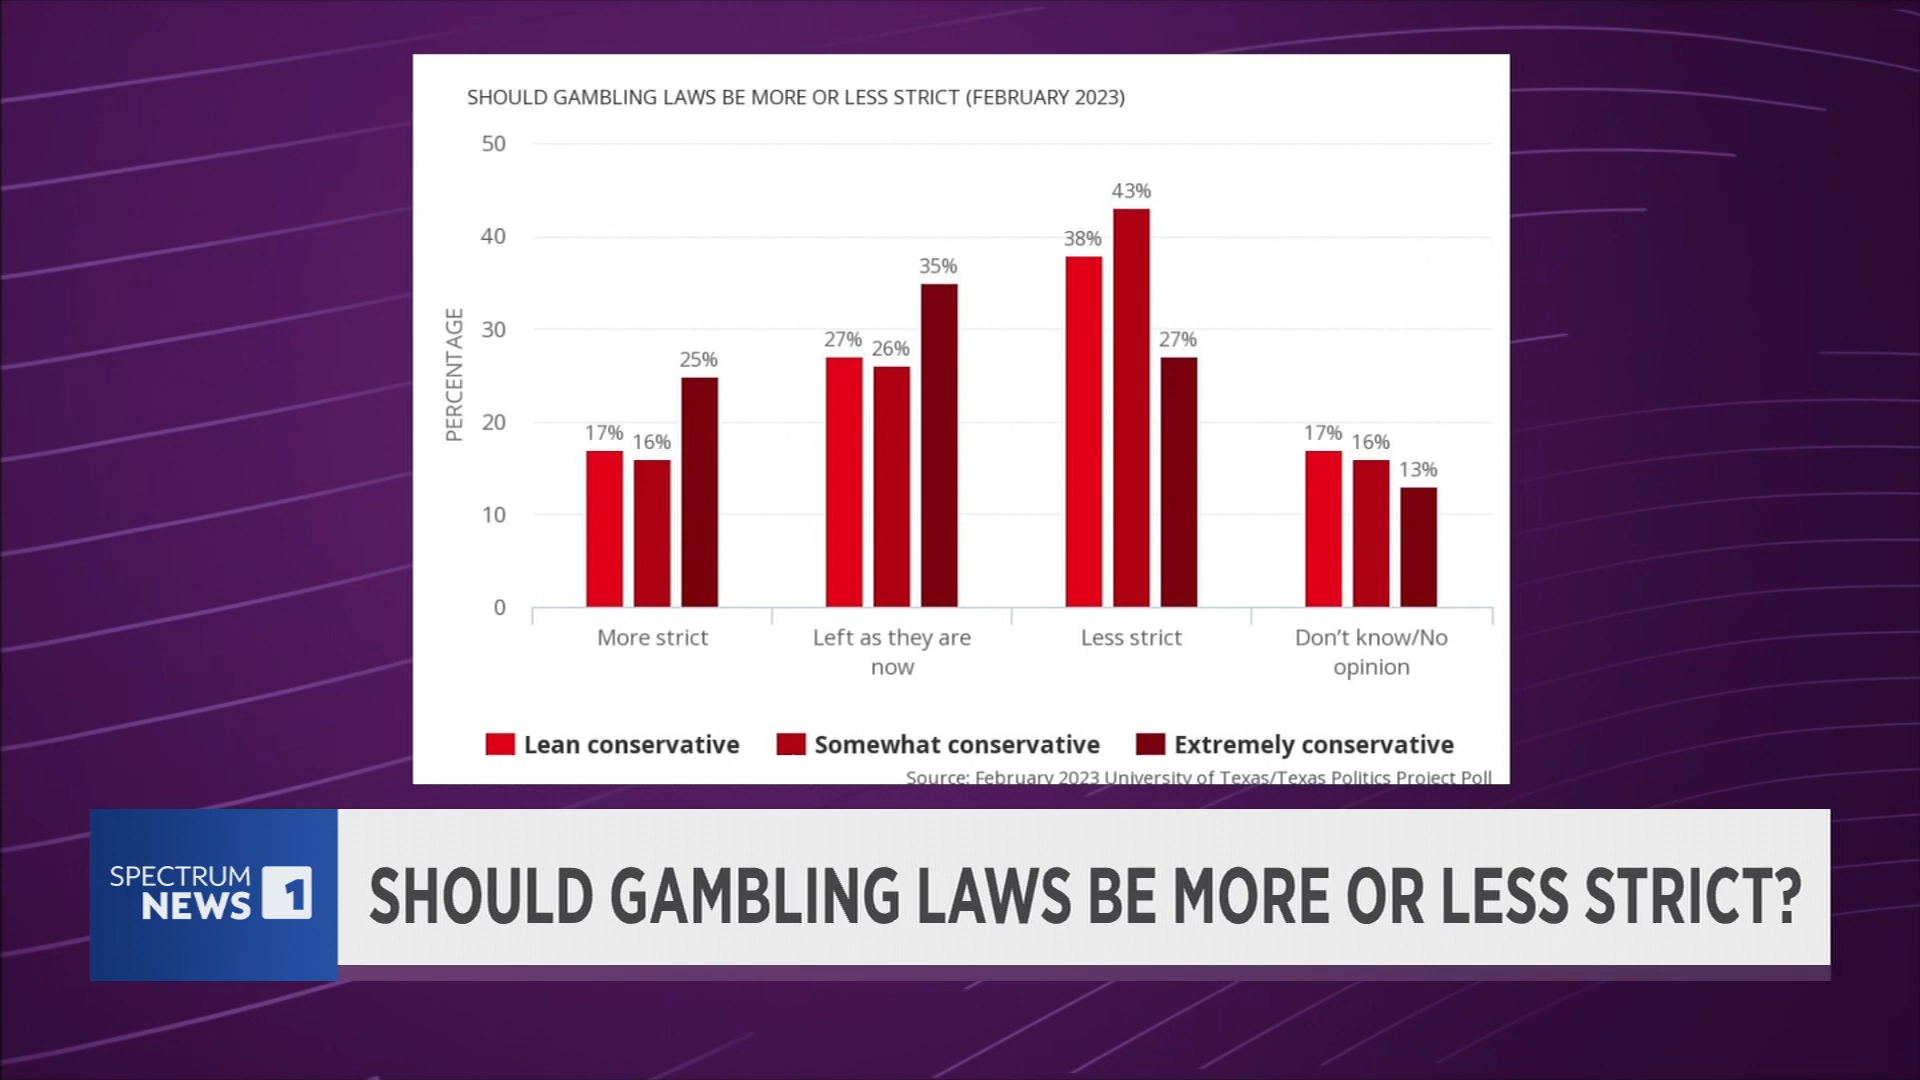 SHOULD GAMBLING LAWS BE MORE OR LESS STRICT (FEBRUARY 2023)
PERCENTAGE
50
40
30
20
10
0
17%
16%
25%
27%
26%
35%
38%
43%
27%
17%
16%
13%
More strict
Left as they are
now
Less strict
Don't know/No
opinion
Lean conservative
Somewhat conservative
Extremely conservative
Source: February 2023 University of Texas/Texas Politics Project Poll
SPECTRUM
NEWS 1
SHOULD GAMBLING LAWS BE MORE OR LESS STRICT?